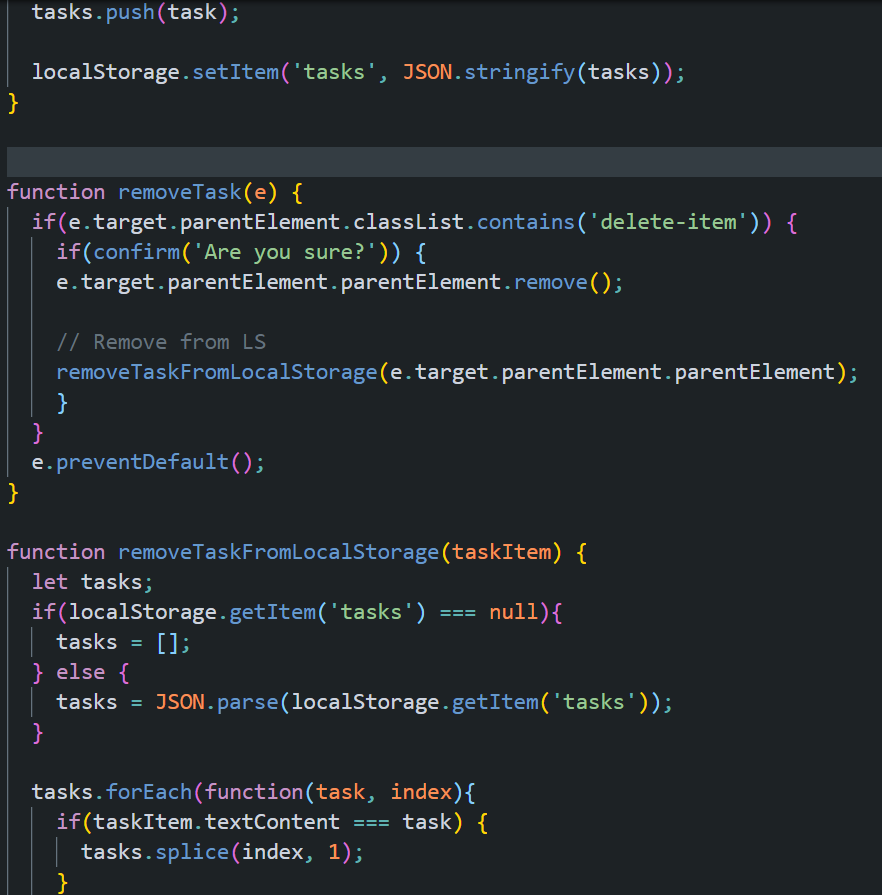 tasks.push(task);
localStorage.setItem('tasks', JSON.stringify(tasks));
}
function removeTask(e) {
if(e.target.parentElement.classList.contains('delete-item')) {
if(confirm('Are you sure?')) {
e.target.parentElement.parentElement.remove();
// Remove from LS
removeTaskFromLocalStorage(e.target.parentElement.parentElement);
}
}
e.preventDefault();
}
function removeTaskFromLocalStorage(taskItem) {
let tasks;
if(localStorage.getItem('tasks') === null){
tasks = [];
} else {
tasks = JSON.parse(localStorage.getItem('tasks'));
}
tasks.forEach(function(task, index){
if(taskItem.textContent === task) {
tasks.splice(index, 1);
}